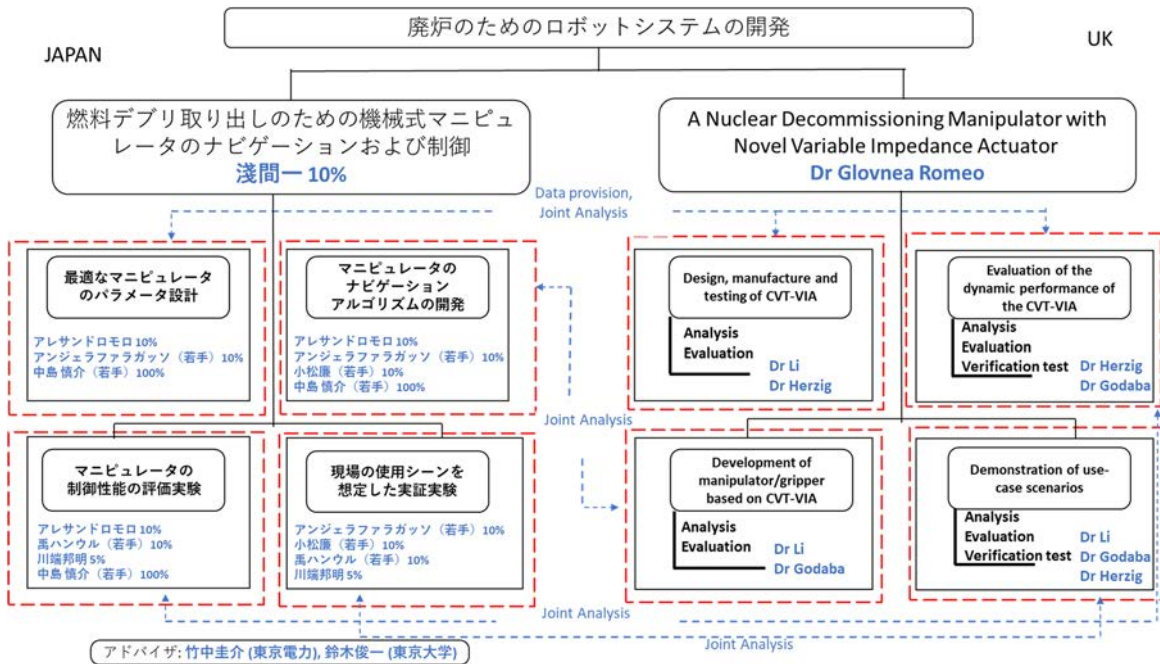 廃炉のためのロボットシステムの開発
JAPAN
UK
燃料デブリ取り出しのための機械式マニピュ
レータのナビゲーションおよび制御
淺間一 10%
A Nuclear Decommissioning Manipulator with
Novel Variable Impedance Actuator
Dr Glovnea Romeo
Data provision,
Joint Analysis
最適なマニピュレータ
のパラメータ設計
アレサンドロモロ 10%
アンジェラファラガッソ（若手）10%
中島 慎介（若手）100%
マニピュレータの
ナビゲーション
アルゴリズムの開発
アレサンドロモロ 10%
アンジェラファラガッソ（若手）10%
小松廉（若手）10%
中島 慎介（若手）100%
Design, manufacture and
testing of CVT-VIA
Analysis
Evaluation
Dr Li
Dr Herzig
Evaluation of the
dynamic performance of
the CVT-VIA
Analysis
Evaluation
Verification test
Dr Herzig
Dr Godaba
Joint Analysis
マニピュレータの
制御性能の評価実験
アレサンドロモロ 10%
禹ハンウル（若手）10%
川端邦明 5%
中島 慎介（若手）100%
現場の使用シーンを
想定した実証実験
アンジェラファラガッソ（若手）10%
小松廉（若手）10%
禹ハンウル（若手）10%
川端邦明 5%
Development of
manipulator/gripper
based on CVT-VIA
Analysis
Evaluation
Dr Li
Dr Godaba
Demonstration of use-
case scenarios
Analysis
Evaluation
Verification test
Dr Li
Dr Godaba
Dr Herzig
Joint Analysis
Joint Analysis
アドバイザ: 竹中圭介 (東京電力), 鈴木俊一 (東京大学)